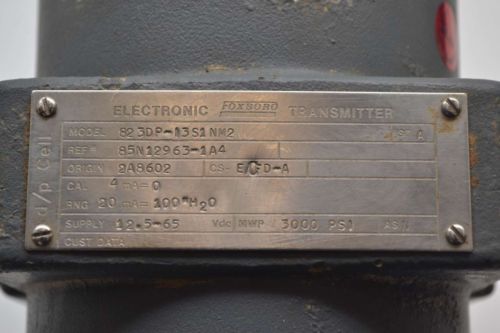 d/p Cell
ELECTRONIC FOXBORO TRANSMITTER
MODEL 823DP-I3S1NM2 A
REF# 85N12963-1A4
ORIGIN 2A8602 CS- E/FD-A
CAL 4 mA= 0
RNG 20 mA= 100"H2O
SUPPLY 12.5-65 Vdc MWP 3000 PSI
CUST DATA